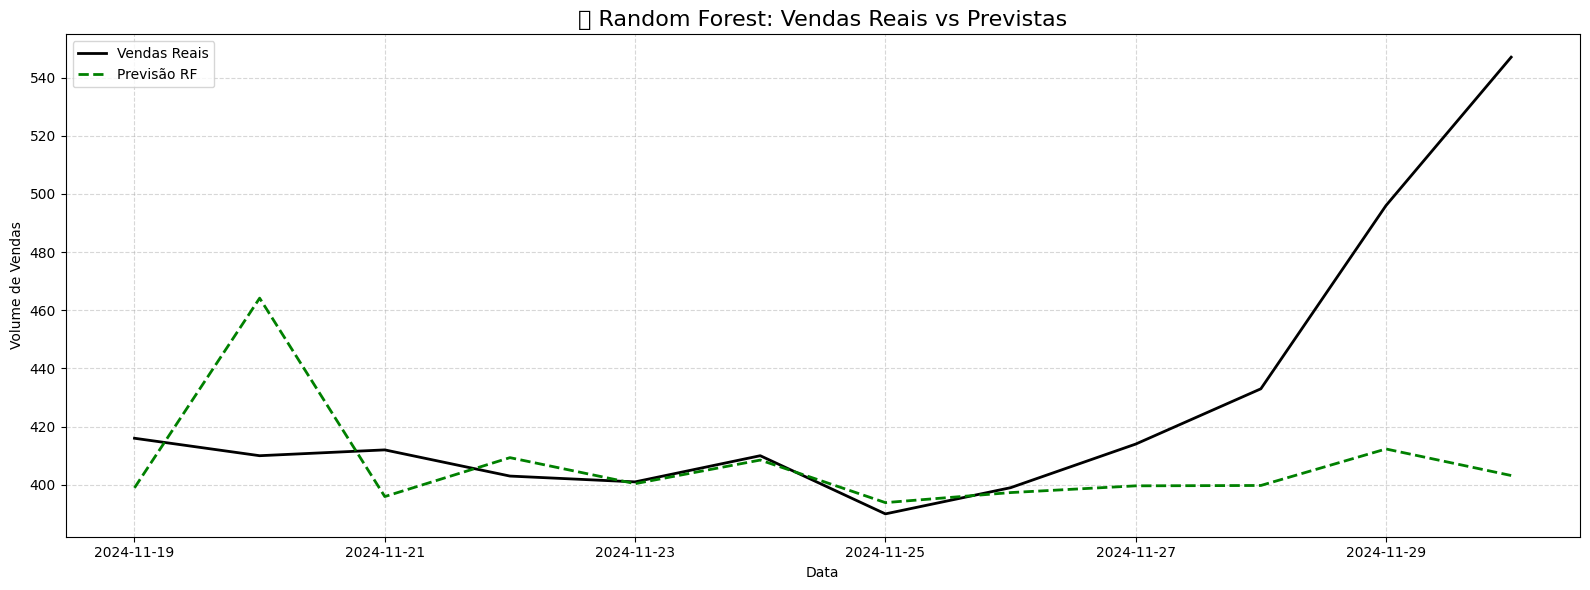 Random Forest: Vendas Reais vs Previstas
Vendas Reais
Previsão RF
Volume de Vendas
540
520
500
480
460
440
420
400
2024-11-19
2024-11-21
2024-11-23
2024-11-25
2024-11-27
2024-11-29
Data